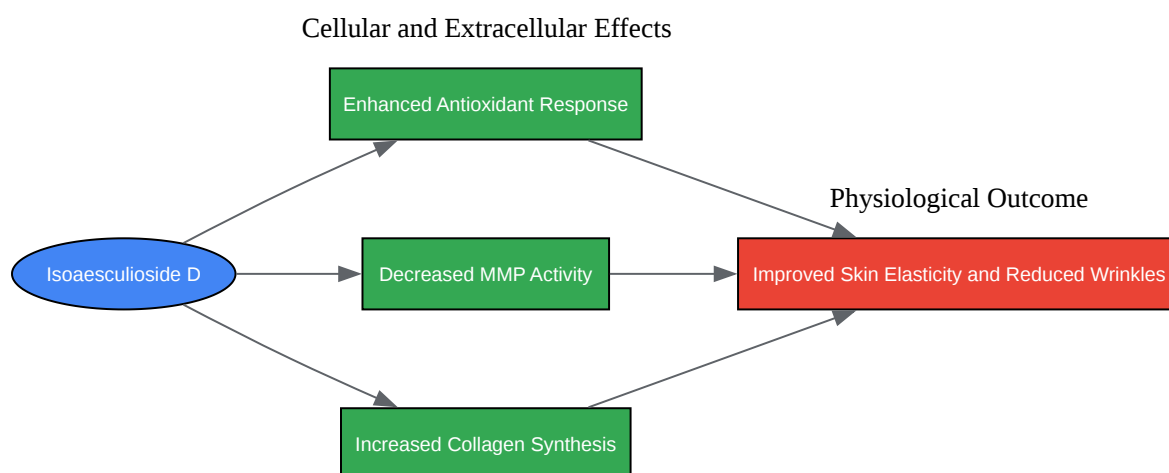 Cellular and Extracellular Effects
Enhanced Antioxidant Response
Physiological Outcome
Isoaesculioside D
Decreased MMP Activity
Improved Skin Elasticity and Reduced Wrinkles
Increased Collagen Synthesis